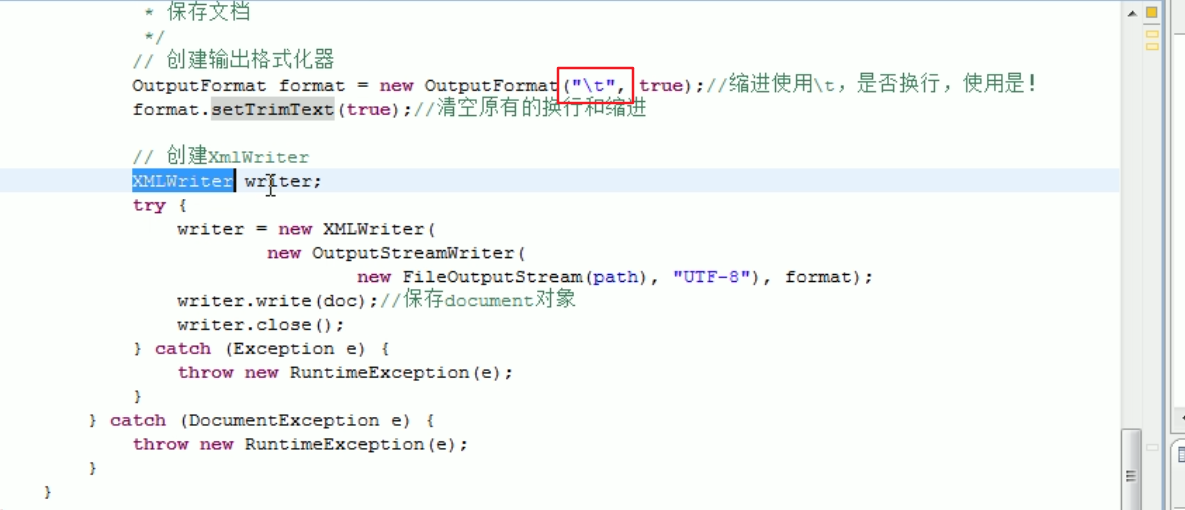 * 保存文档
*/
// 创建输出格式化器
OutputFormat format = new OutputFormat("\t", true);//缩进使用\t，是否换行，使用是！
format.setTrimText(true);//清空原有的换行和缩进
// 创建XmlWriter
XMLWriter writer;
try {
writer = new XMLWriter(
new OutputStreamWriter(
new FileOutputStream(path), "UTF-8"), format);
writer.write(doc);//保存document对象
writer.close();
} catch (Exception e) {
throw new RuntimeException(e);
}
} catch (DocumentException e) {
throw new RuntimeException(e);
}
}